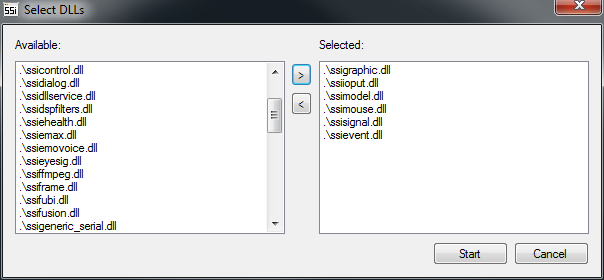 SSI Select DLLs
Available:
.\ssicontrol.dll
.\ssidialog.dll
.\ssidllservice.dll
.\ssidspfilters.dll
.\ssiehealth.dll
.\ssiemax.dll
.\ssiemovoice.dll
.\ssieyesig.dll
.\ssiffmpeg.dll
.\ssiframe.dll
.\ssifubi.dll
.\ssifusion.dll
.\ssigeneric_serial.dll
>
<
Selected:
.\ssigraphic.dll
.\ssiioput.dll
.\ssimodel.dll
.\ssimouse.dll
.\ssisignal.dll
.\ssievent.dll
Start Cancel